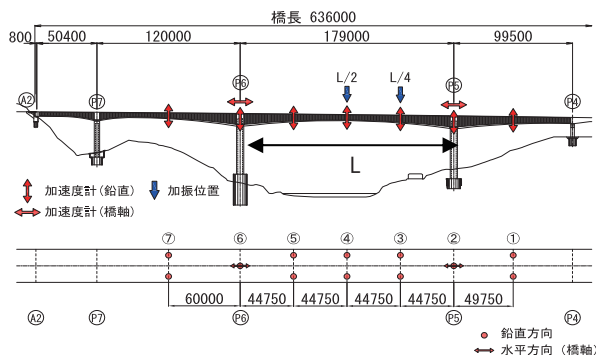 橋長 636000
800 50400 120000 179000 99500
A2 P7 P6 L/2 L/4 P5 P4
L
加速度計(鉛直) 加振位置
加速度計(橋軸)
⑦ ⑥ ⑤ ④ ③ ② ①
60000 44750 44750 44750 44750 49750
A2 P7 P6 P5 P4
鉛直方向
水平方向(橋軸)